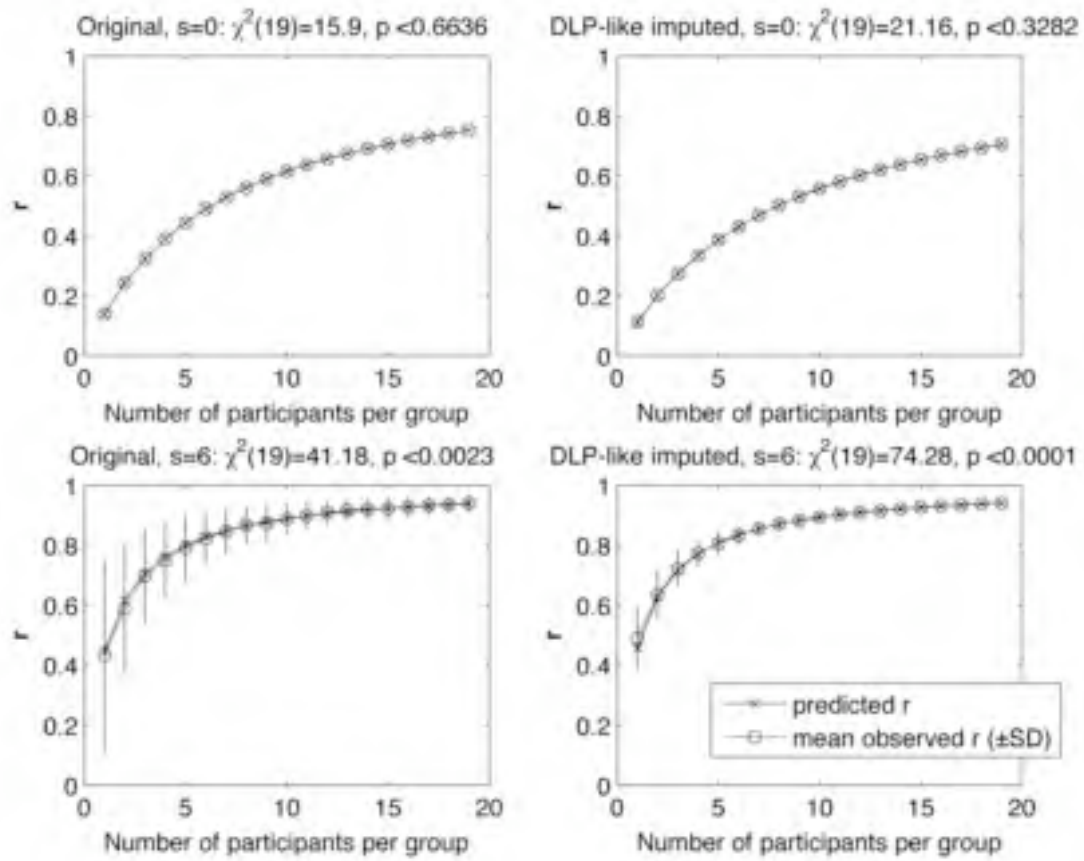 Original, s=0: χ²(19)=15.9, p <0.6636
1
0.8
0.6
0.4
0.2
0
r
0 5 10 15 20
Number of participants per group
DLP-like imputed, s=0: χ²(19)=21.16, p <0.3282
1
0.8
0.6
0.4
0.2
0
r
0 5 10 15 20
Number of participants per group
Original, s=6: χ²(19)=41.18, p <0.0023
1
0.8
0.6
0.4
0.2
0
r
0 5 10 15 20
Number of participants per group
DLP-like imputed, s=6: χ²(19)=74.28, p <0.0001
1
0.8
0.6
0.4
0.2
0
r
predicted r
mean observed r (±SD)
0 5 10 15 20
Number of participants per group